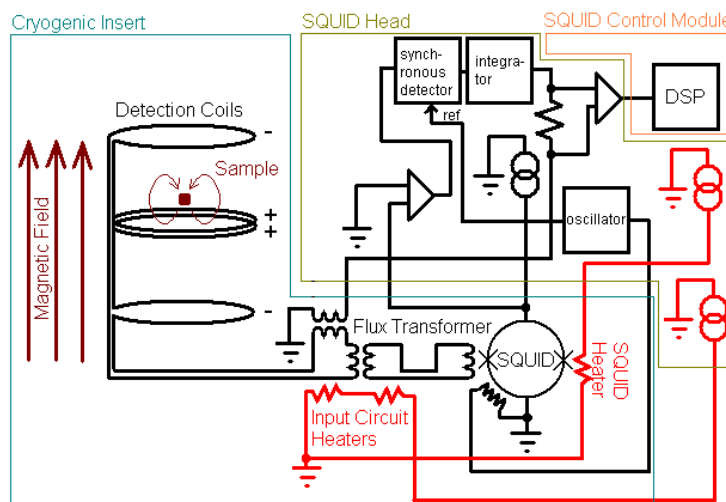 Cryogenic Insert
SQUID Head
SQUID Control Module
synch-
ronous
detector
integra-
tor
DSP
ref
Detection Coils
-
Sample
+
+
oscillator
Magnetic Field
-
Flux Transformer
SQUID
SQUID
Heater
Input Circuit
Heaters